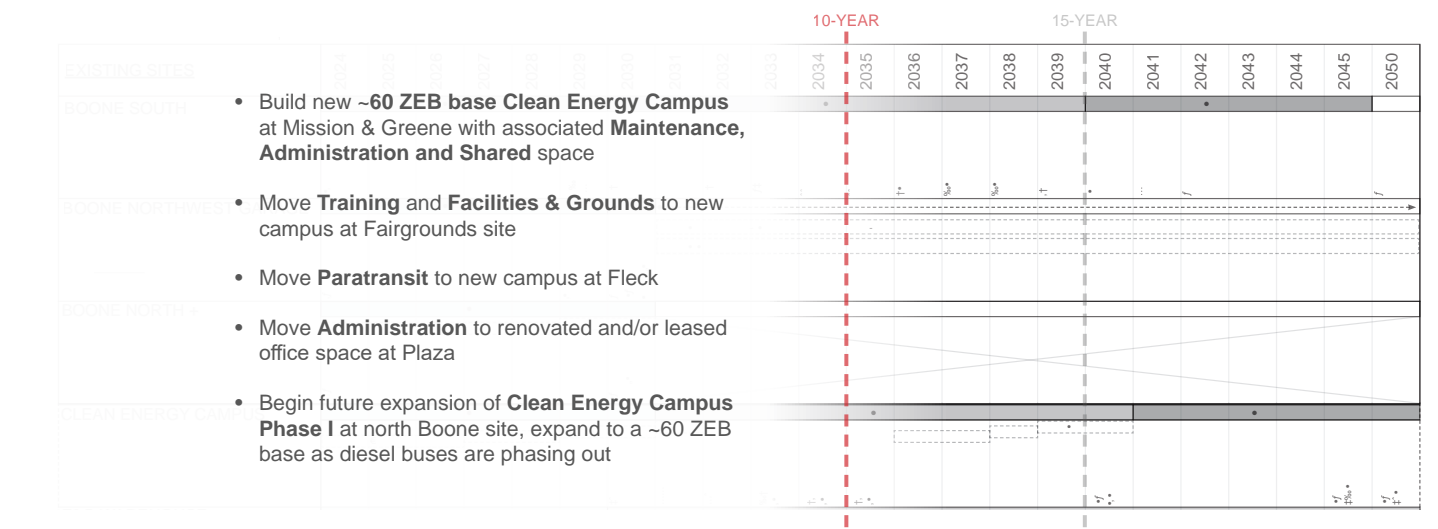 10-YEAR 15-YEAR
EXISTING SITES 2024 2025 2026 2027 2028 2029 2030 2031 2032 2033 2034 2035 2036 2037 2038 2039 2040 2041 2042 2043 2044 2045 2050
BOONE SOUTH
• Build new ~60 ZEB base Clean Energy Campus
at Mission & Greene with associated Maintenance,
Administration and Shared space
BOONE NORTHWEST
• Move Training and Facilities & Grounds to new
campus at Fairgrounds site
• Move Paratransit to new campus at Fleck
BOONE NORTH
• Move Administration to renovated and/or leased
office space at Plaza
CLEAN ENERGY CAMPUS
• Begin future expansion of Clean Energy Campus
Phase I at north Boone site, expand to a ~60 ZEB
base as diesel buses are phasing out